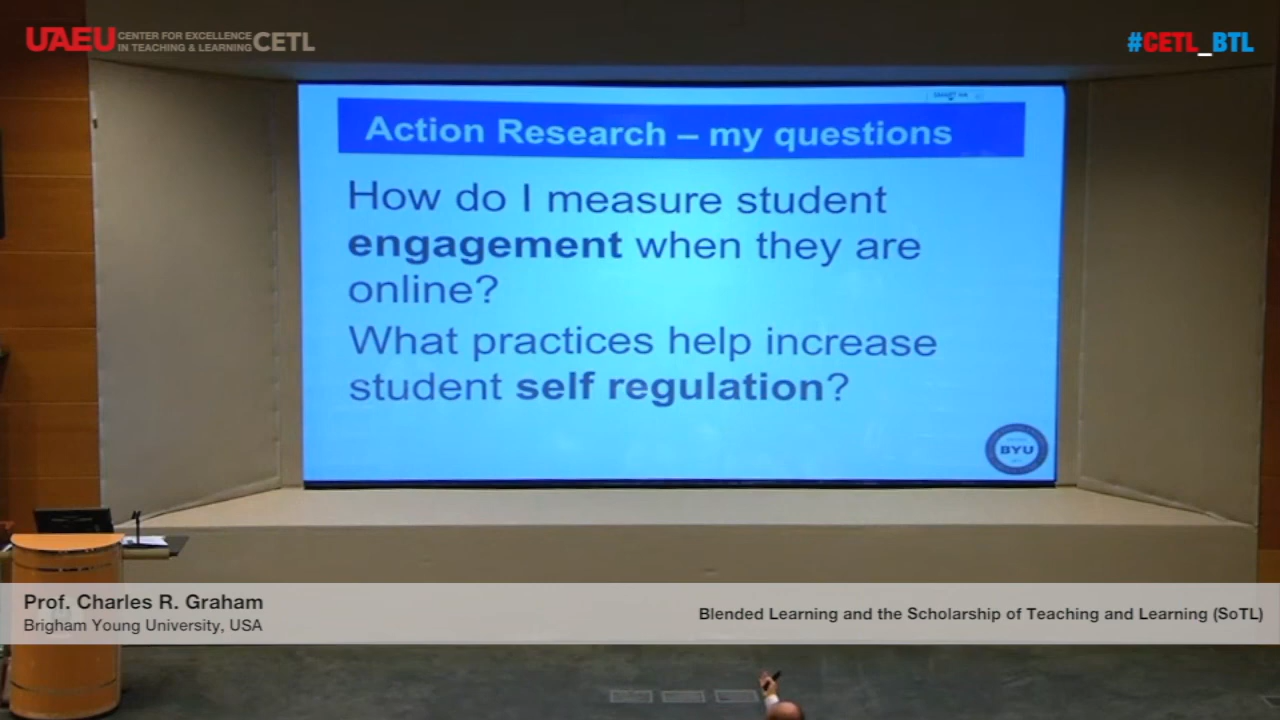 UAEU CENTER FOR EXCELLENCE
IN TEACHING & LEARNING CETL
#CETL_BTL
Action Research – my questions
How do I measure student
engagement when they are
online?
What practices help increase
student self regulation?
BYU
Prof. Charles R. Graham
Brigham Young University, USA
Blended Learning and the Scholarship of Teaching and Learning (SoTL)